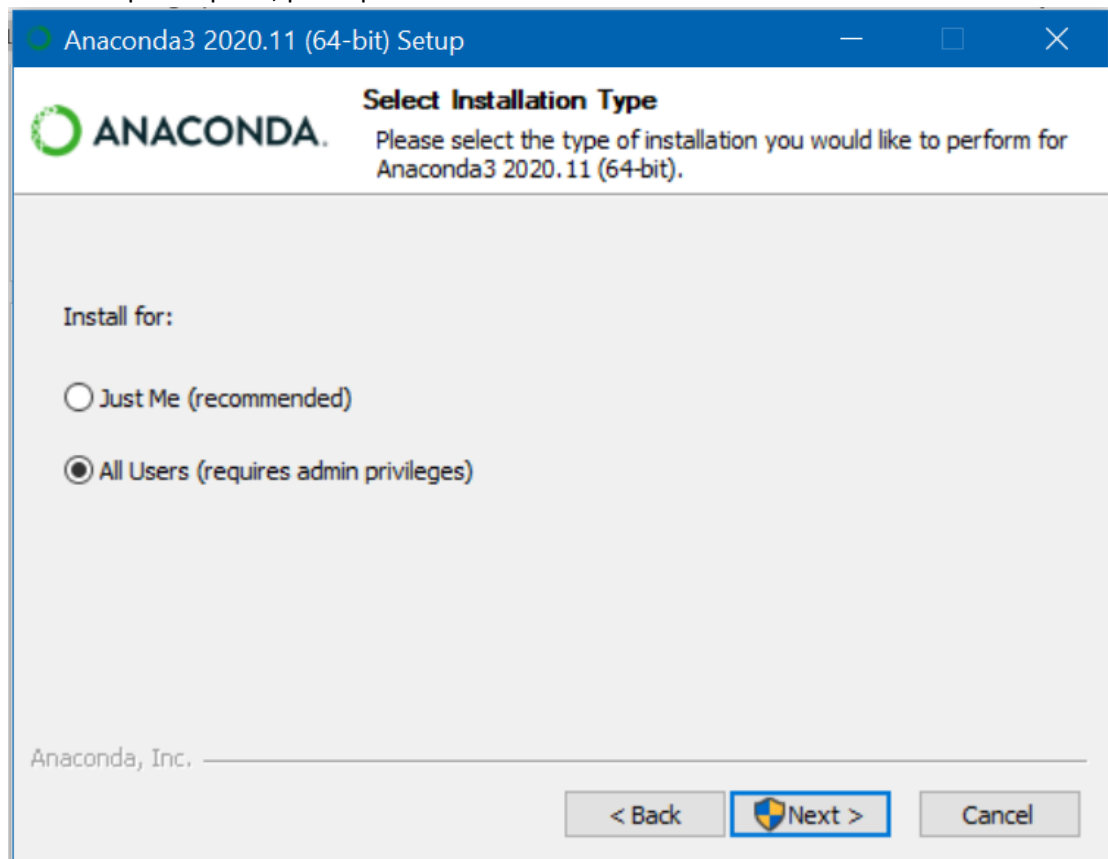 Anaconda3 2020.11 (64-bit) Setup
ANACONDA.
Select Installation Type
Please select the type of installation you would like to perform for
Anaconda3 2020.11 (64-bit).
Install for:
Just Me (recommended)
All Users (requires admin privileges)
Anaconda, Inc.
< Back
Next >
Cancel